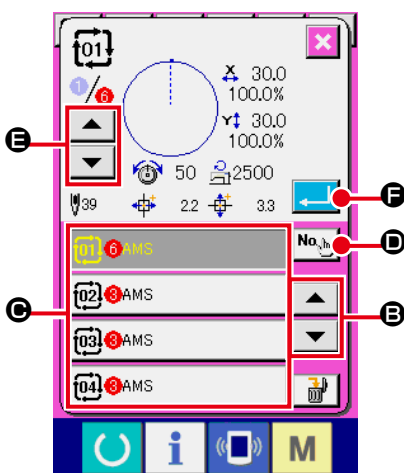 01
1/6
X 30.0
100.0%
Y 30.0
100.0%
E
50 2500
F
39 2.2 3.3
No.
D
01 6 AMS
02 3 AMS
C
B
03 3 AMS
04 3 AMS
i M